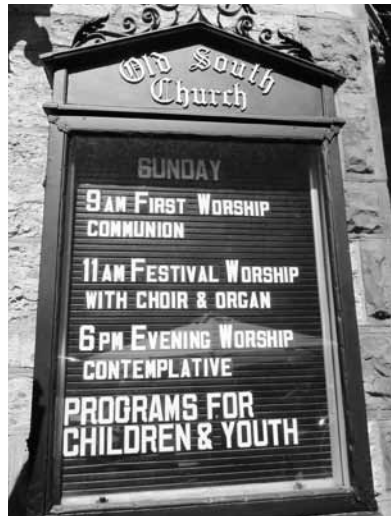 Old South
Church
SUNDAY
9AM FIRST WORSHIP
COMMUNION
11AM FESTIVAL WORSHIP
WITH CHOIR & ORGAN
6PM EVENING WORSHIP
CONTEMPLATIVE
PROGRAMS FOR
CHILDREN & YOUTH